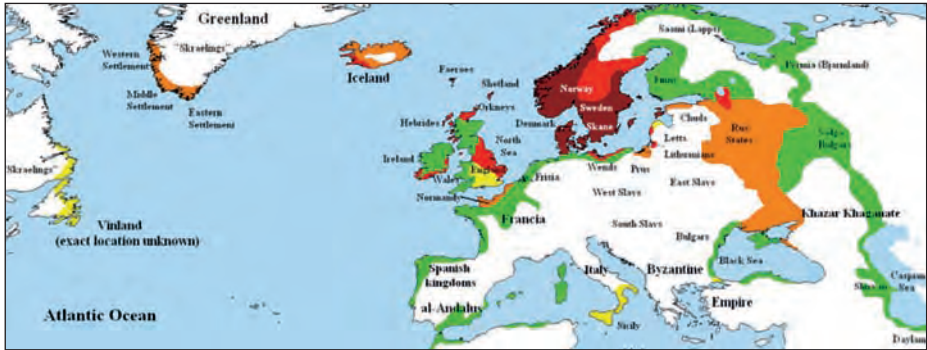 Greenland
"Skraelings"
Western
Settlement
Middle
Settlement
Eastern
Settlement
Iceland
Faeroes
Shetland
Orkneys
Hebrides
Norway
Sweden
Skane
Denmark
North
Sea
Ireland
Wales
England
Normandy
Frisia
Francia
Saami (Lapps)
Finns
Permia (Bjarmland)
Chuds
Letts
Lithuanians
Rus
States
Volga
Bulgars
Wends
Prus
West Slavs
East Slavs
South Slavs
Bulgars
Khazar Khaganate
Black Sea
Skraelings"
Vinland
(exact location unknown)
Atlantic Ocean
Spanish
kingdoms
al-Andalus
Italy
Sicily
Byzantine
Empire
Shirvan
Caspian
Sea
Daylam